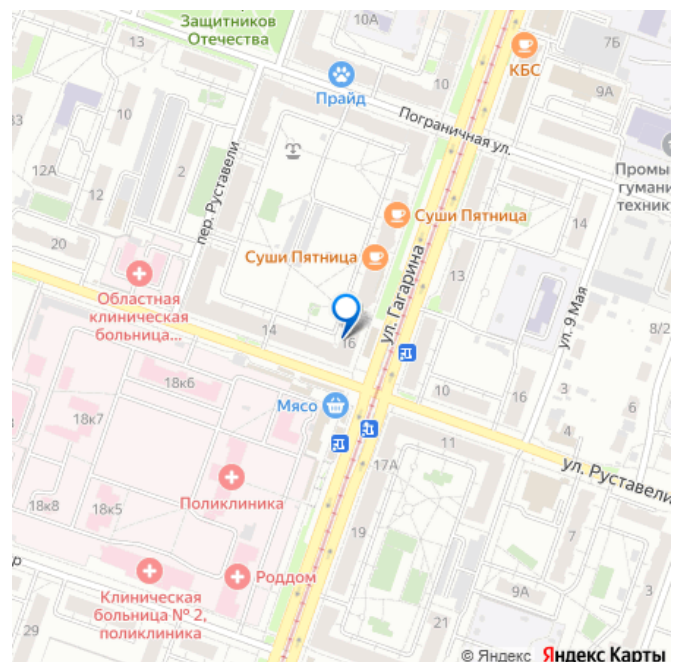 Защитников
Отечества
10А
7Б
КБС
13
10
9А
Прайд
Пограничная ул.
33
10
12А
2
12
пер. Руставели
Промы
гумани
техник
Суши Пятница
14
20
Суши Пятница
13
Областная
клиническая
больница...
ул. Гагарина
ул. 9 Мая
14
16
8/2
18к6
10
16
3
Мясо
6
18к7
4
11
17А
ул. Руставели
Поликлиника
18к8
18к5
19
7
Роддом
Клиническая
больница № 2,
поликлиника
9А
3
29
21
© Яндекс Яндекс Карты